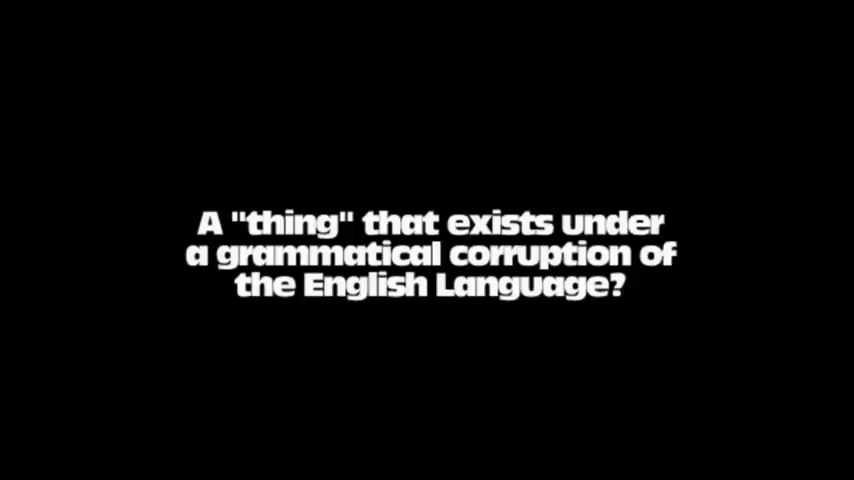 A "thing" that exists under
a grammatical corruption of
the English Language?